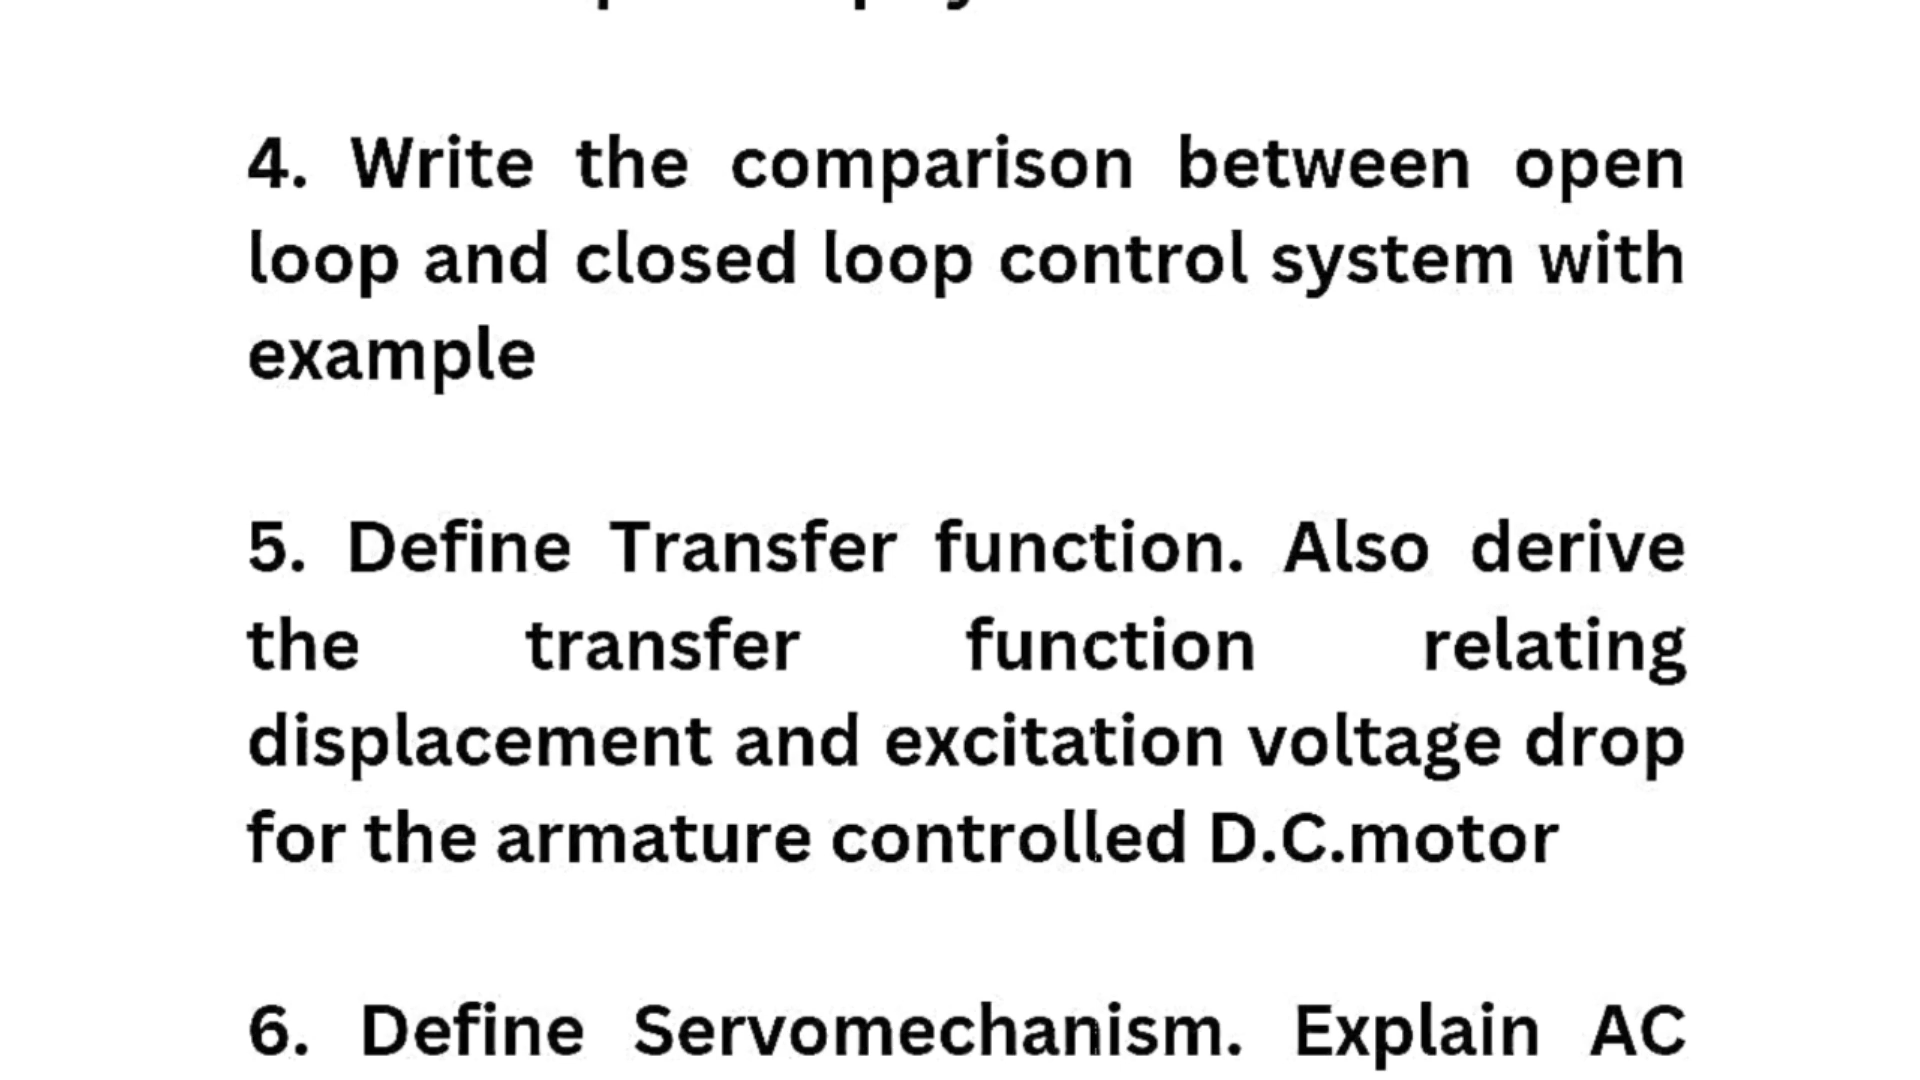 4. Write the comparison between open
loop and closed loop control system with
example
5. Define Transfer function. Also derive
the transfer function relating
displacement and excitation voltage drop
for the armature controlled D.C.motor
6. Define Servomechanism. Explain AC